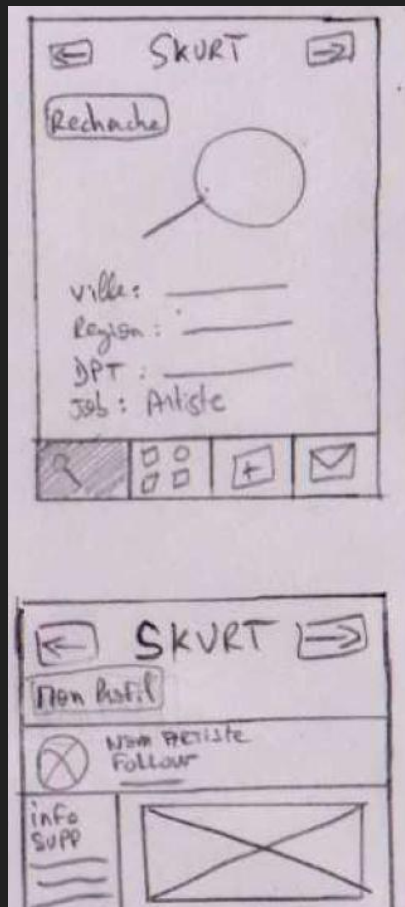 SKURT
Recherche
Ville:
Region:
DPT:
Job: Artiste
SKURT
Mon Profil
Nom ARTiste
Follow
info
SUPP